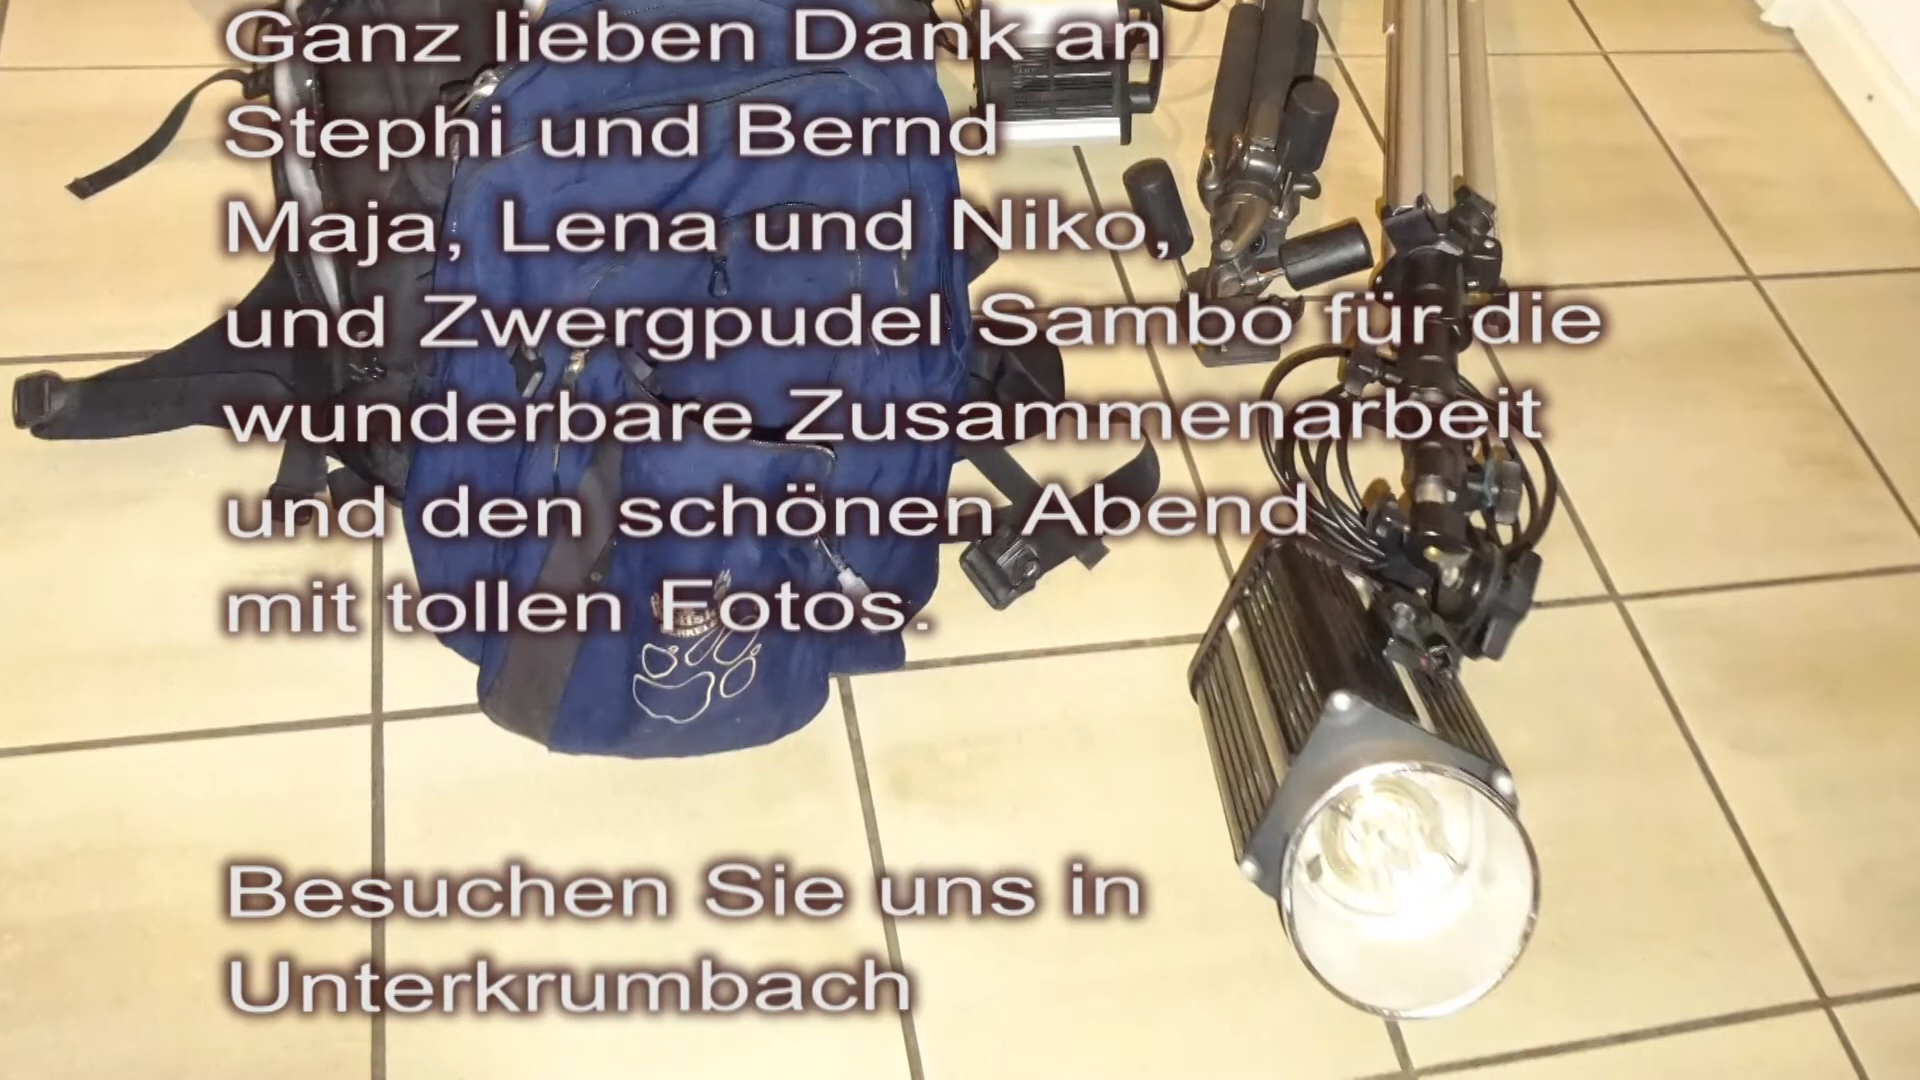 Ganz lieben Dank an
Stephi und Bernd
Maja, Lena und Niko,
und Zwergpudel Sambo für die
wunderbare Zusammenarbeit
und den schönen Abend
mit tollen Fotos.
Besuchen Sie uns in
Unterkrumbach